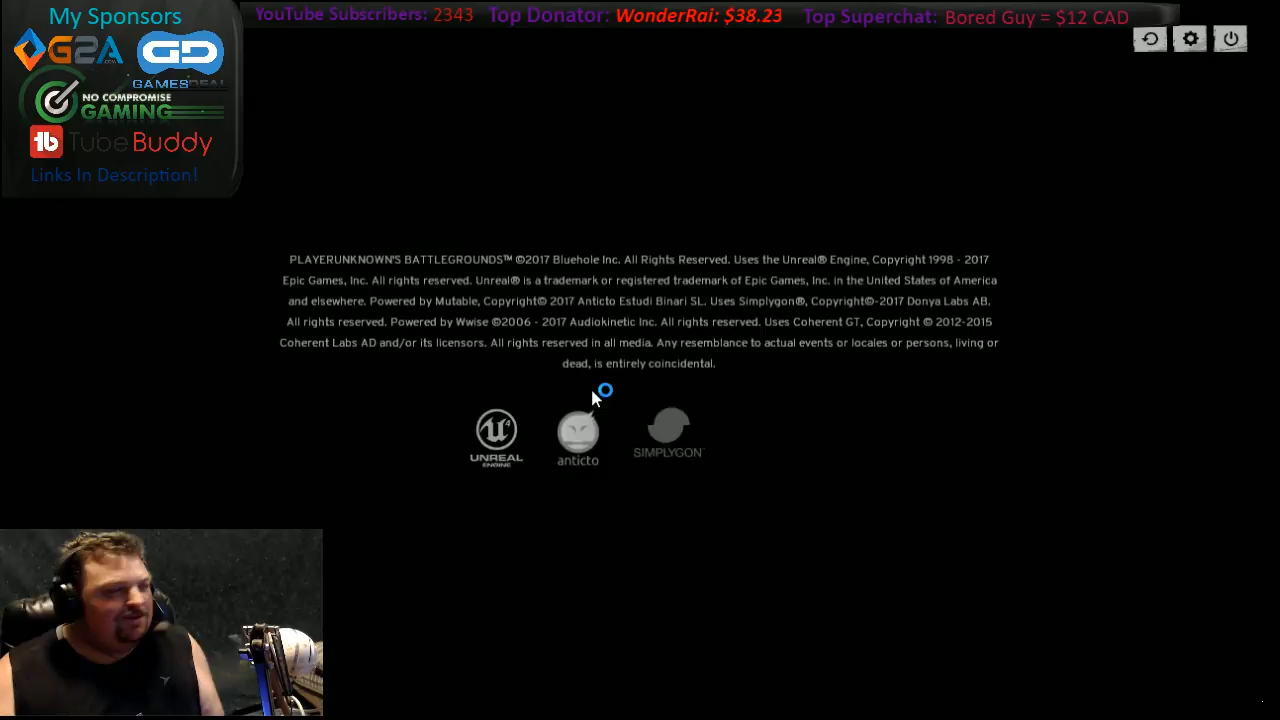 My Sponsors
YouTube Subscribers: 2343 Top Donator: WonderRai: $38.23 Top Superchat: Bored Guy = $12 CAD
G2A.COM
GD
GAMESDEAL
NO COMPROMISE
GAMING
tb TubeBuddy
Links In Description!
PLAYERUNKNOWN'S BATTLEGROUNDS™ ©2017 Bluehole Inc. All Rights Reserved. Uses the Unreal® Engine, Copyright 1998 - 2017
Epic Games, Inc. All rights reserved. Unreal® is a trademark or registered trademark of Epic Games, Inc. in the United States of America
and elsewhere. Powered by Mutable, Copyright© 2017 Anticto Estudi Binari SL. Uses Simplygon®, Copyright©-2017 Donya Labs AB.
All rights reserved. Powered by Wwise ©2006 - 2017 Audiokinetic Inc. All rights reserved. Uses Coherent GT, Copyright © 2012-2015
Coherent Labs AD and/or its licensors. All rights reserved in all media. Any resemblance to actual events or locales or persons, living or
dead, is entirely coincidental.
U4
UNREAL
ENGINE
anticto
SIMPLYGON